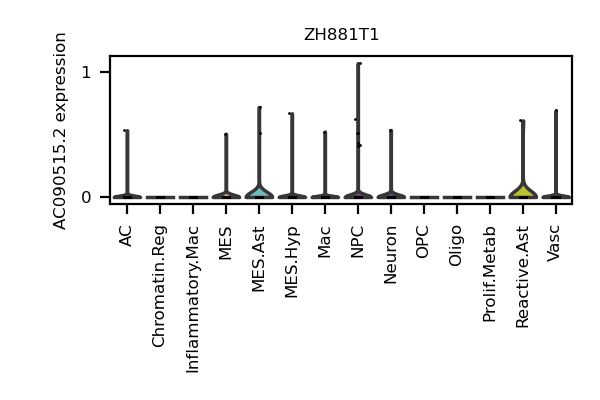 ZH881T1
AC090515.2 expression
1
0
AC
Chromatin.Reg
Inflammatory.Mac
MES
MES.Ast
MES.Hyp
Mac
NPC
Neuron
OPC
Oligo
Prolif.Metab
Reactive.Ast
Vasc